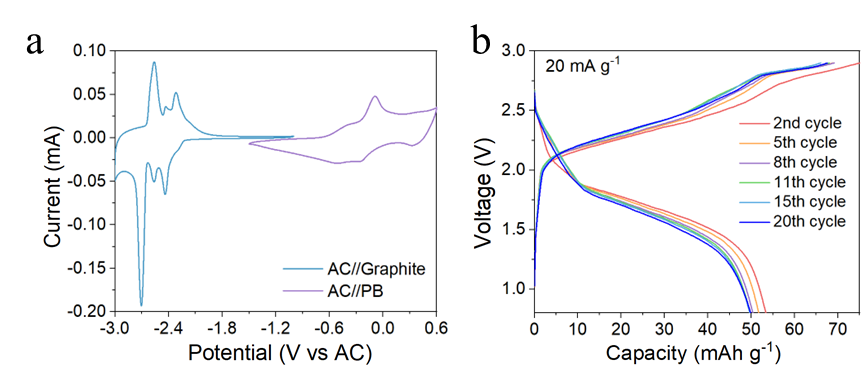 a
0.10
0.05
0.00
-0.05
-0.10
-0.15
-0.20
Current (mA)
AC//Graphite
AC//PB
-3.0 -2.4 -1.8 -1.2 -0.6 0.0 0.6
Potential (V vs AC)
b
3.0
2.5
2.0
1.5
1.0
Voltage (V)
20 mA g-1
2nd cycle
5th cycle
8th cycle
11th cycle
15th cycle
20th cycle
0 10 20 30 40 50 60 70
Capacity (mAh g-1)